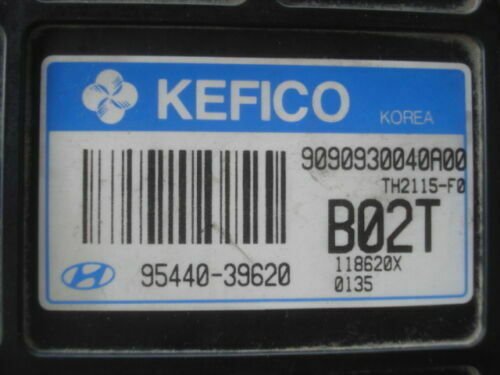 KEFICO
KOREA
9090930040A00
TH2115-F0
B02T
95440-39620
118620X
0135